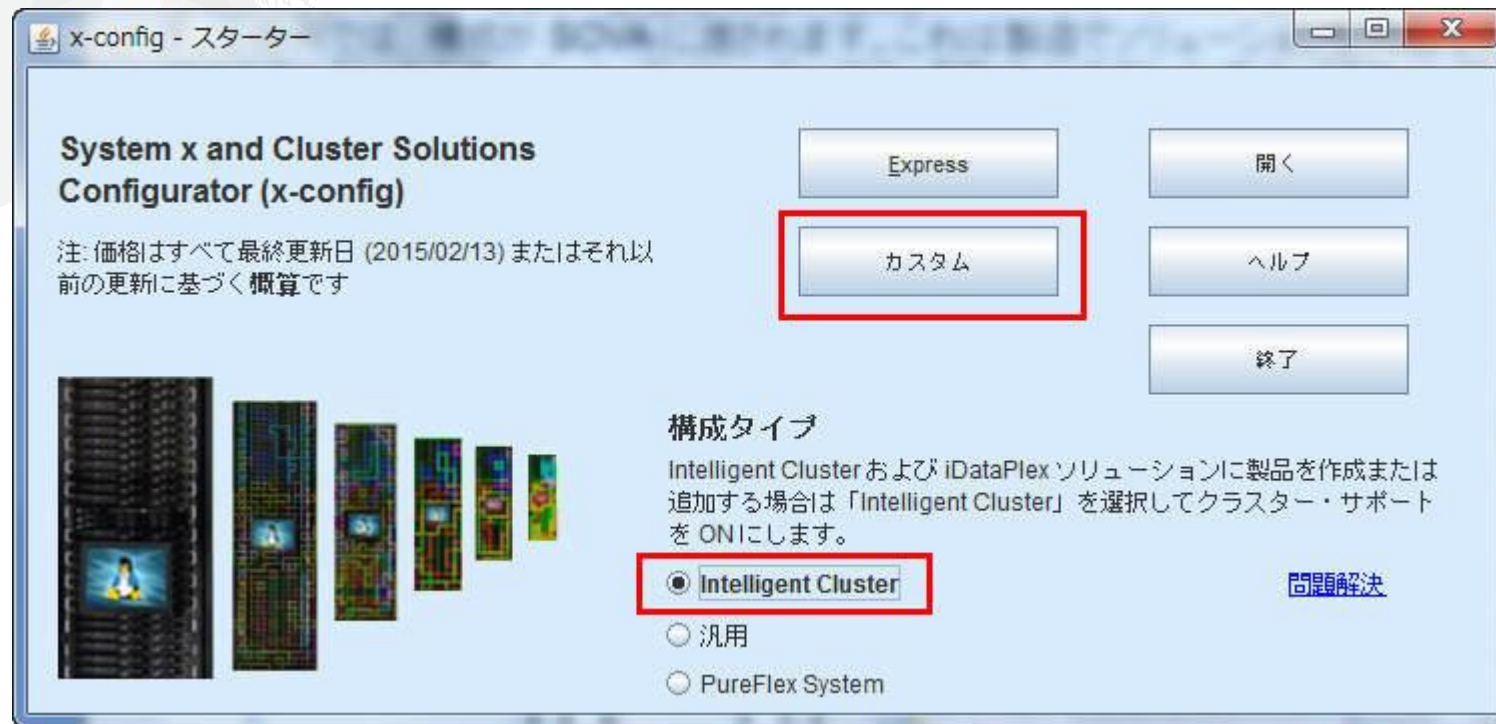 x-config - スターター
System x and Cluster Solutions
Configurator (x-config)
注: 価格はすべて最終更新日 (2015/02/13) またはそれ以
前の更新に基づく概算です
Express
開く
カスタム
ヘルプ
終了
構成タイプ
Intelligent Cluster および iDataPlex ソリューションに製品を作成または
追加する場合は「Intelligent Cluster」を選択してクラスター・サポート
を ON にします。
Intelligent Cluster
問題解決
汎用
PureFlex System